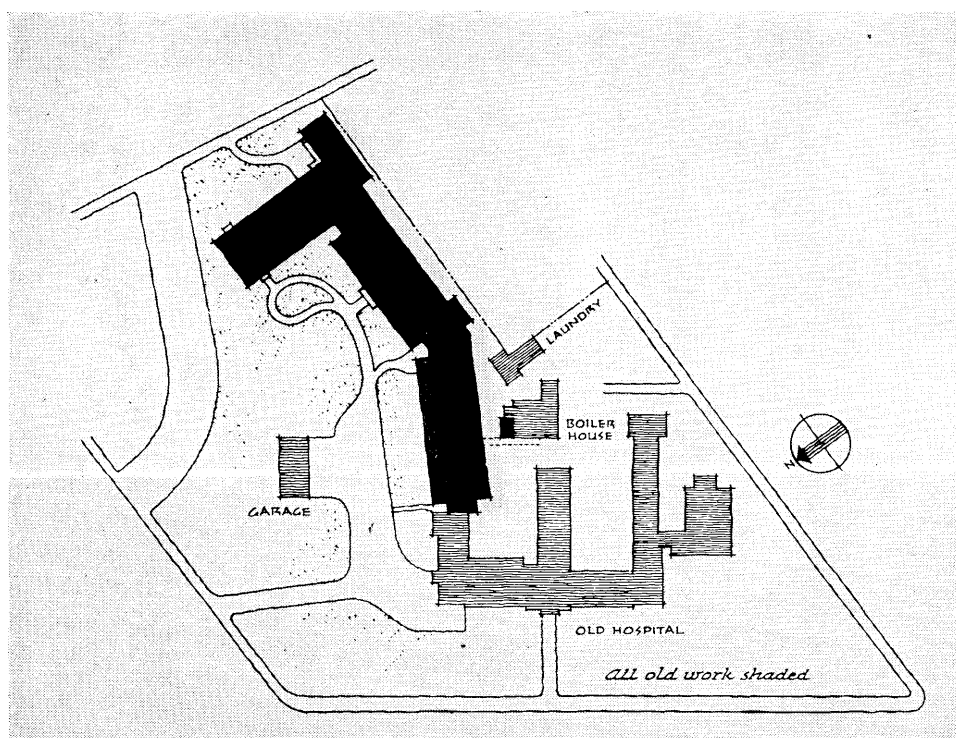 LAUNDRY
BOILER
HOUSE
N
GARAGE
OLD HOSPITAL
All old work shaded